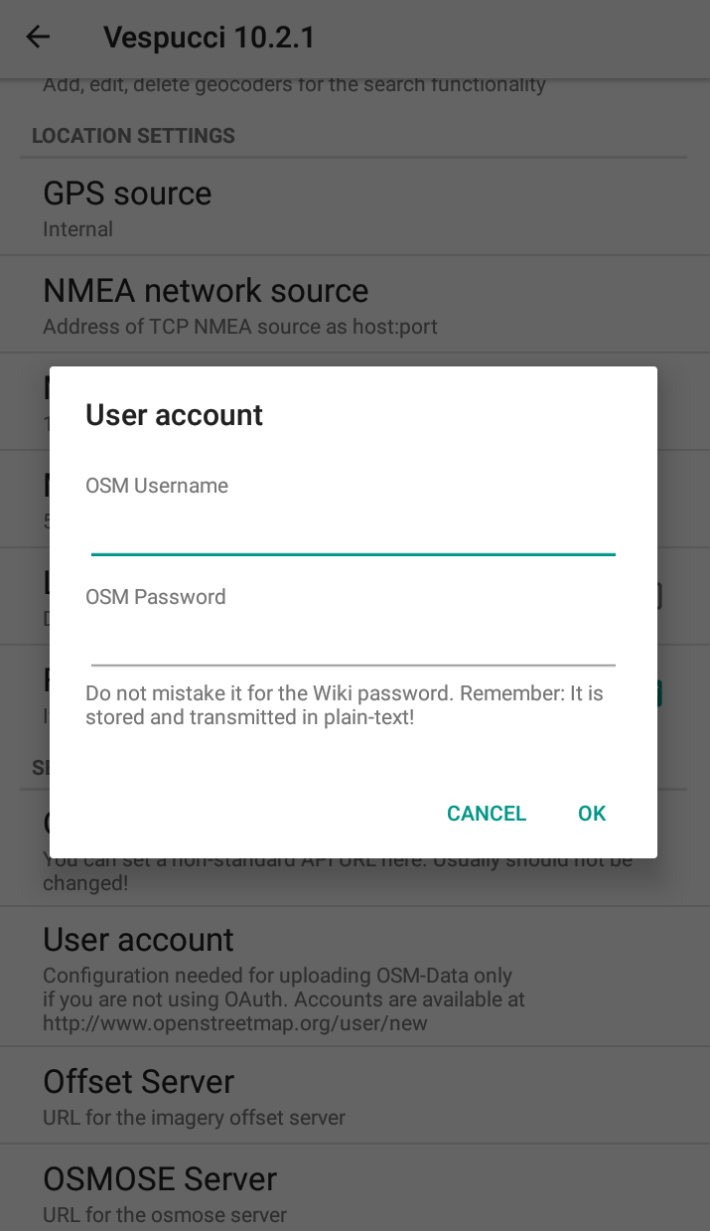 Vespucci 10.2.1
Add, edit, delete geocoders for the search functionality
LOCATION SETTINGS
GPS source
Internal
NMEA network source
Address of TCP NMEA source as host:port
User account
OSM Username
OSM Password
Do not mistake it for the Wiki password. Remember: It is
stored and transmitted in plain-text!
CANCEL
OK
You can set a non-standard API URL here. Usually should not be
changed!
User account
Configuration needed for uploading OSM-Data only
if you are not using OAuth. Accounts are available at
http://www.openstreetmap.org/user/new
Offset Server
URL for the imagery offset server
OSMOSE Server
URL for the osmose server